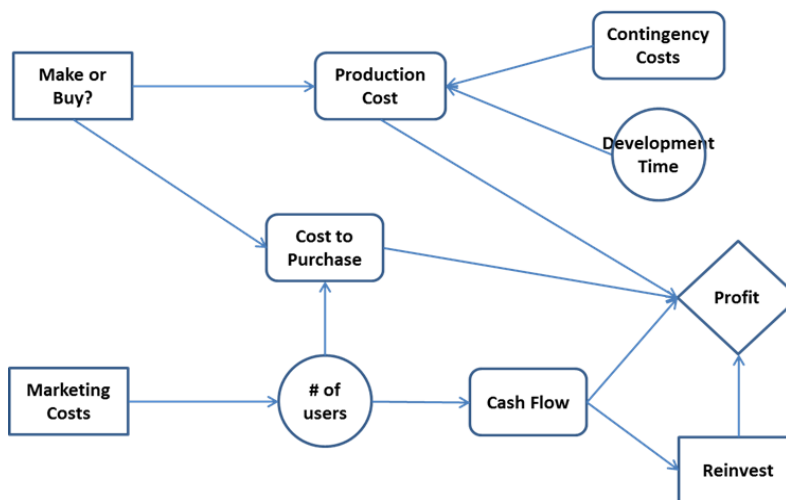 Make or
Buy?
Production
Cost
Contingency
Costs
Development
Time
Cost to
Purchase
Profit
Marketing
Costs
# of
users
Cash Flow
Reinvest